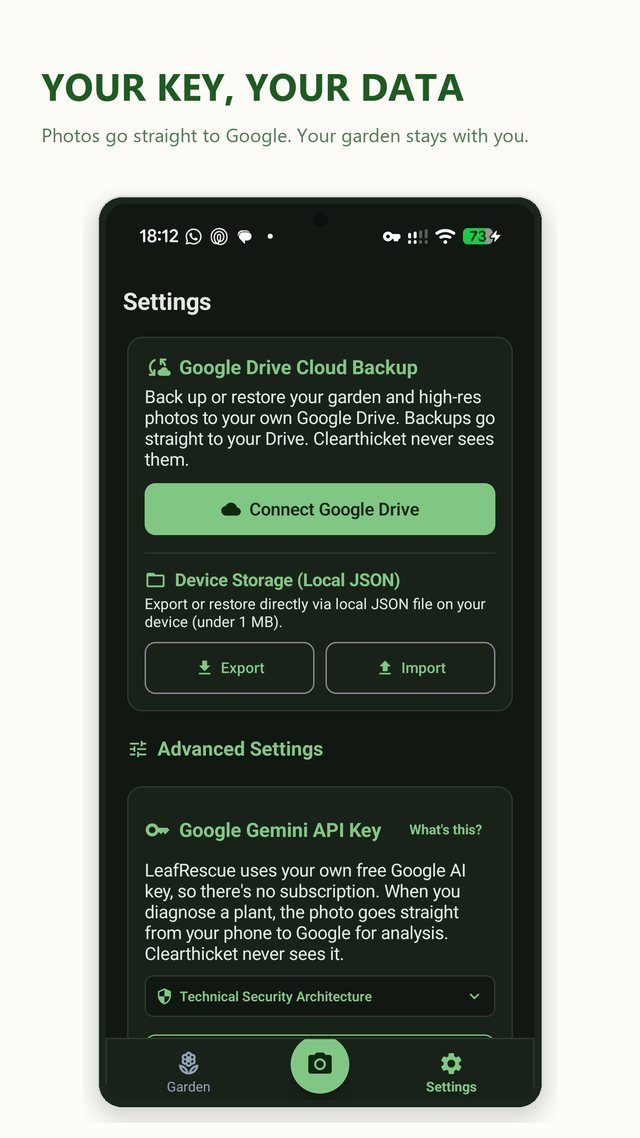 YOUR KEY, YOUR DATA
Photos go straight to Google. Your garden stays with you.
18:12
73
Settings
Google Drive Cloud Backup
Back up or restore your garden and high-res
photos to your own Google Drive. Backups go
straight to your Drive. Clearthicket never sees
them.
Connect Google Drive
Device Storage (Local JSON)
Export or restore directly via local JSON file on your
device (under 1 MB).
Export
Import
Advanced Settings
Google Gemini API Key
What's this?
LeafRescue uses your own free Google AI
key, so there's no subscription. When you
diagnose a plant, the photo goes straight
from your phone to Google for analysis.
Clearthicket never sees it.
Technical Security Architecture
Garden
Settings